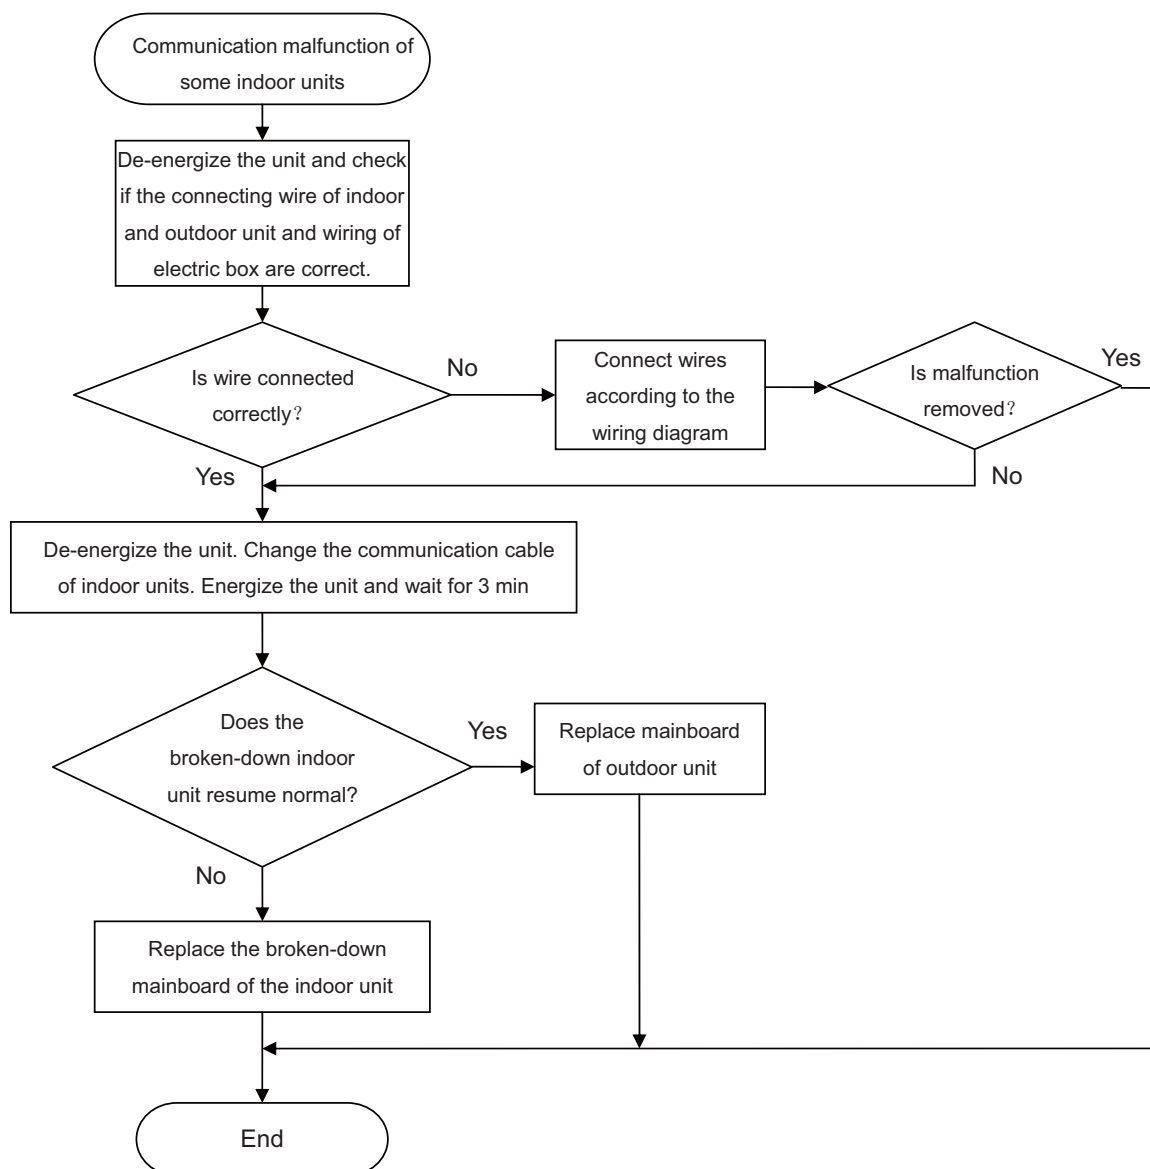 Communication malfunction of
some indoor units
De-energize the unit and check
if the connecting wire of indoor
and outdoor unit and wiring of
electric box are correct.
Is wire connected
correctly？
No
Connect wires
according to the
wiring diagram
Is malfunction
removed？
Yes
No
Yes
De-energize the unit. Change the communication cable
of indoor units. Energize the unit and wait for 3 min
Does the
broken-down indoor
unit resume normal?
Yes
Replace mainboard
of outdoor unit
No
Replace the broken-down
mainboard of the indoor unit
End